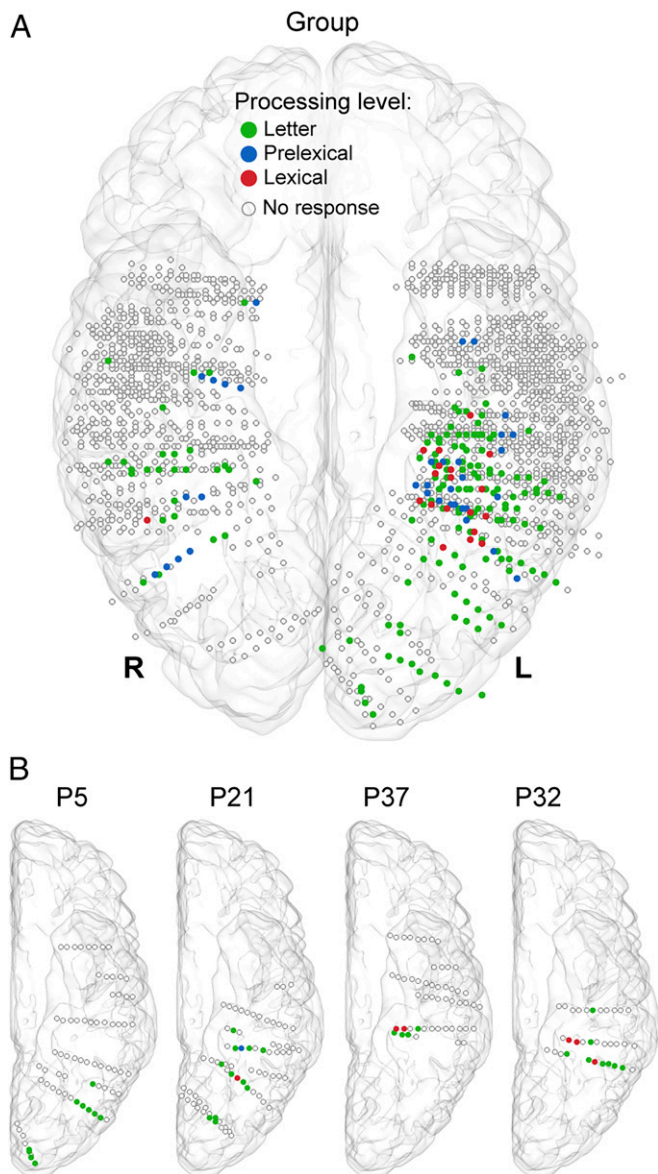 A
Group
Processing level:
Letter
Prelexical
Lexical
No response
R
L
B
P5
P21
P37
P32